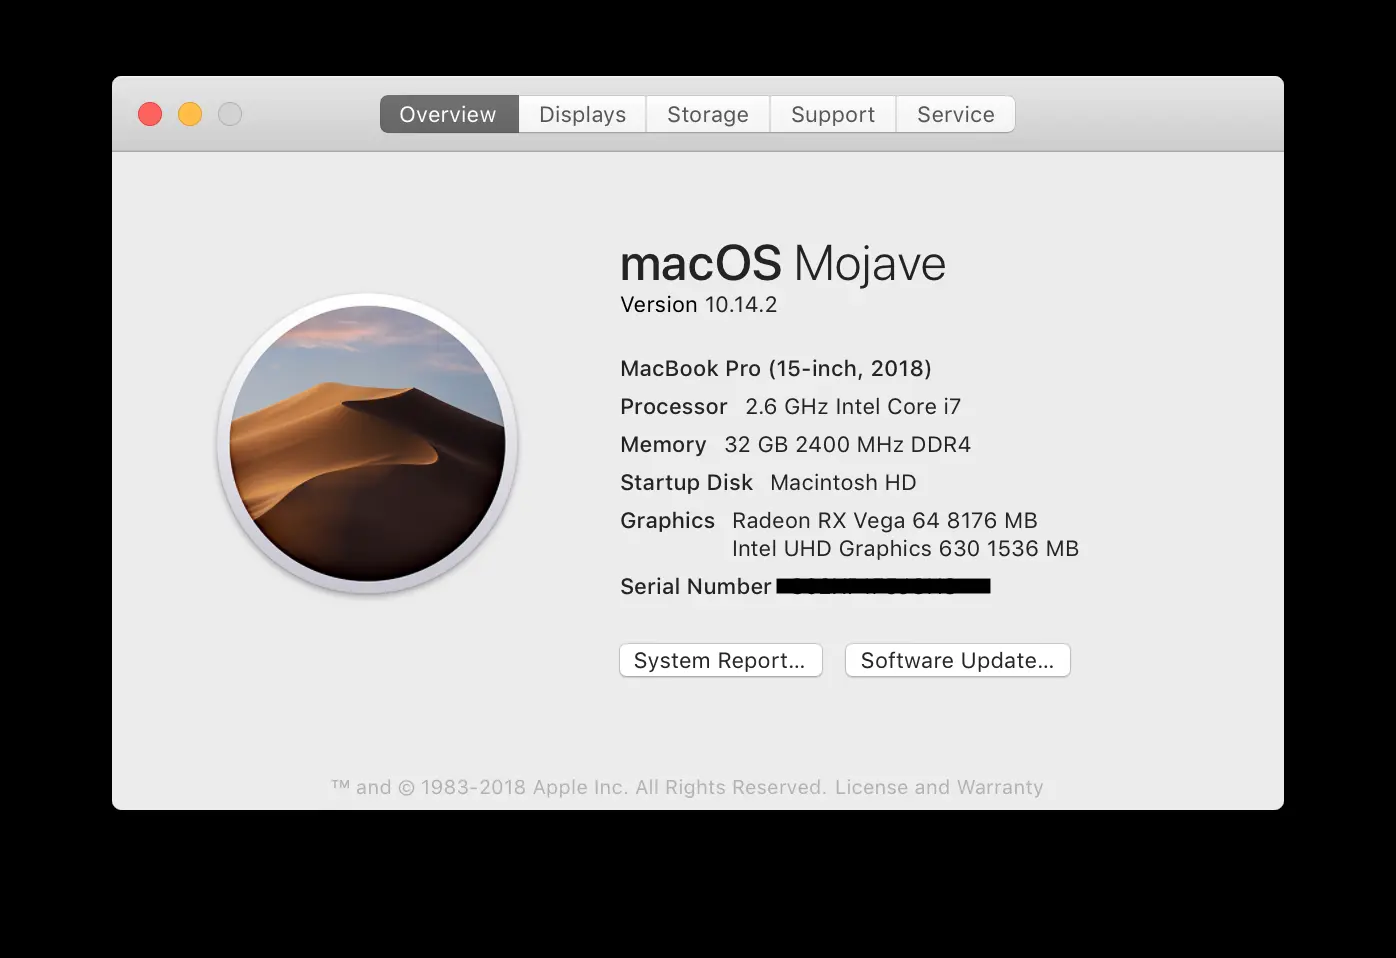 Overview Displays Storage Support Service
macOS Mojave
Version 10.14.2
MacBook Pro (15-inch, 2018)
Processor 2.6 GHz Intel Core i7
Memory 32 GB 2400 MHz DDR4
Startup Disk Macintosh HD
Graphics Radeon RX Vega 64 8176 MB
Intel UHD Graphics 630 1536 MB
Serial Number
System Report... Software Update...
™ and © 1983-2018 Apple Inc. All Rights Reserved. License and Warranty